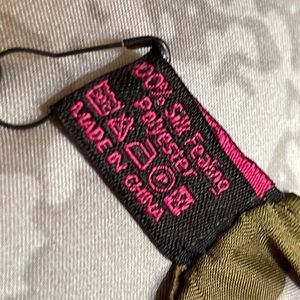 100% Silk Feeling
Polyester
MADE IN CHINA